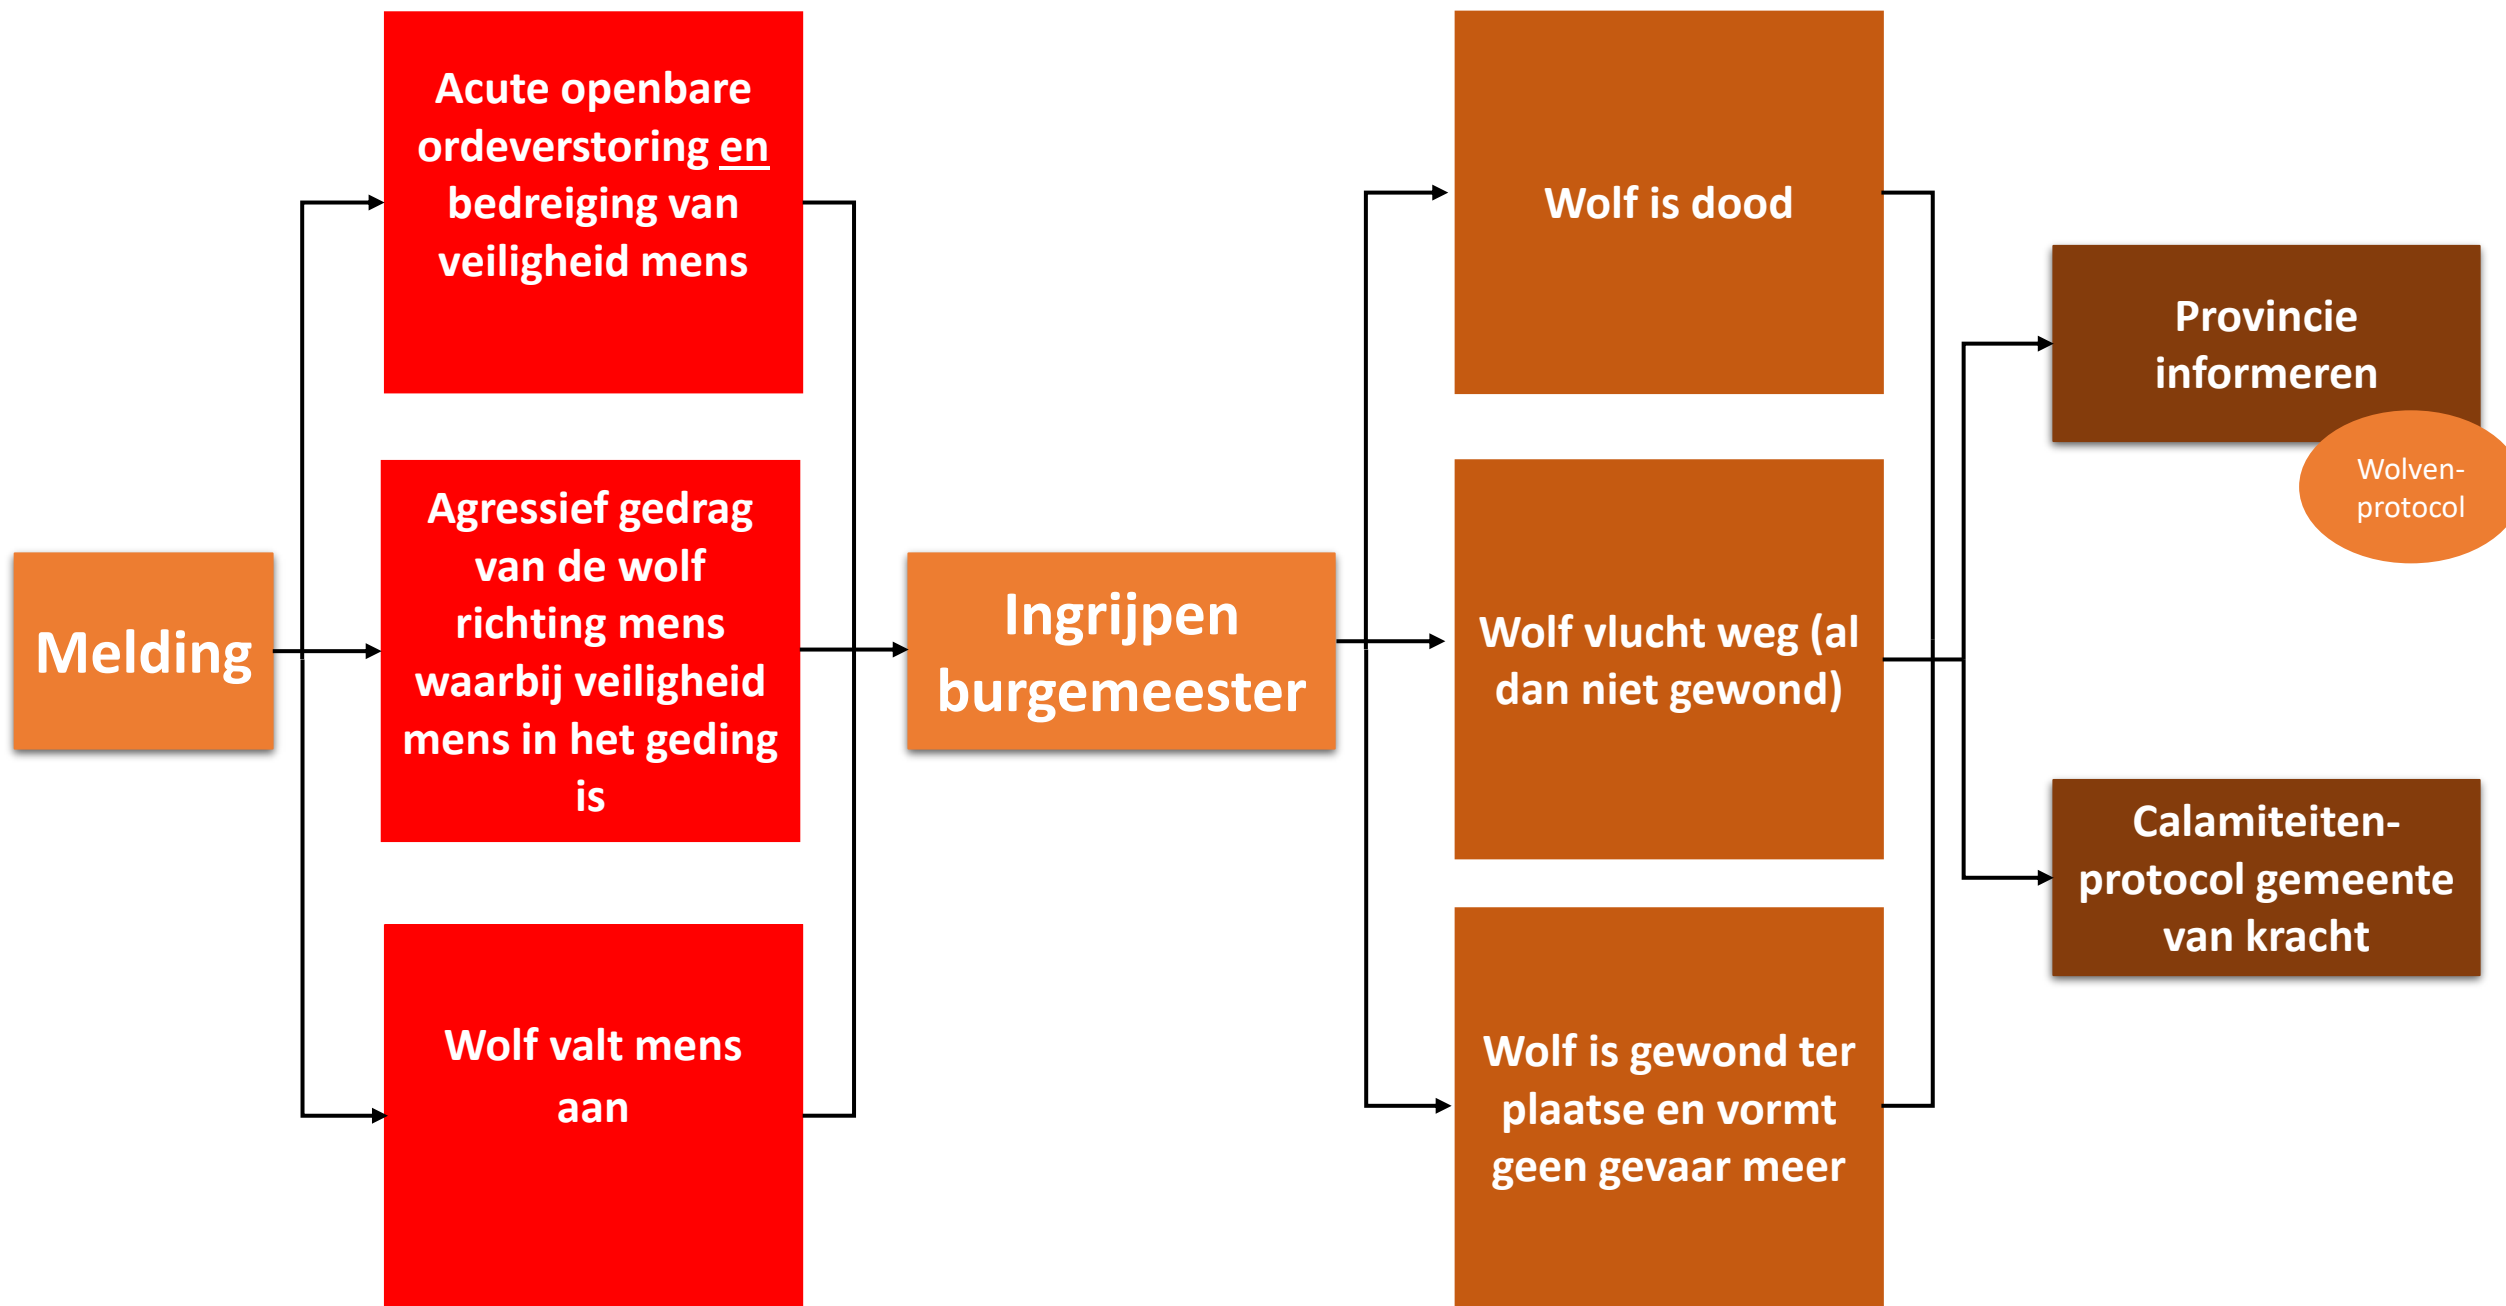 Melding
Acute openbare
ordeverstoring en
bedreiging van
veiligheid mens
Agressief gedrag
van de wolf
richting mens
waarbij veiligheid
mens in het geding
is
Wolf valt mens
aan
Ingrijpen
burgemeester
Wolf is dood
Wolf vlucht weg (al
dan niet gewond)
Wolf is gewond ter
plaatse en vormt
geen gevaar meer
Provincie
informeren
Wolven-
protocol
Calamiteiten-
protocol gemeente
van kracht